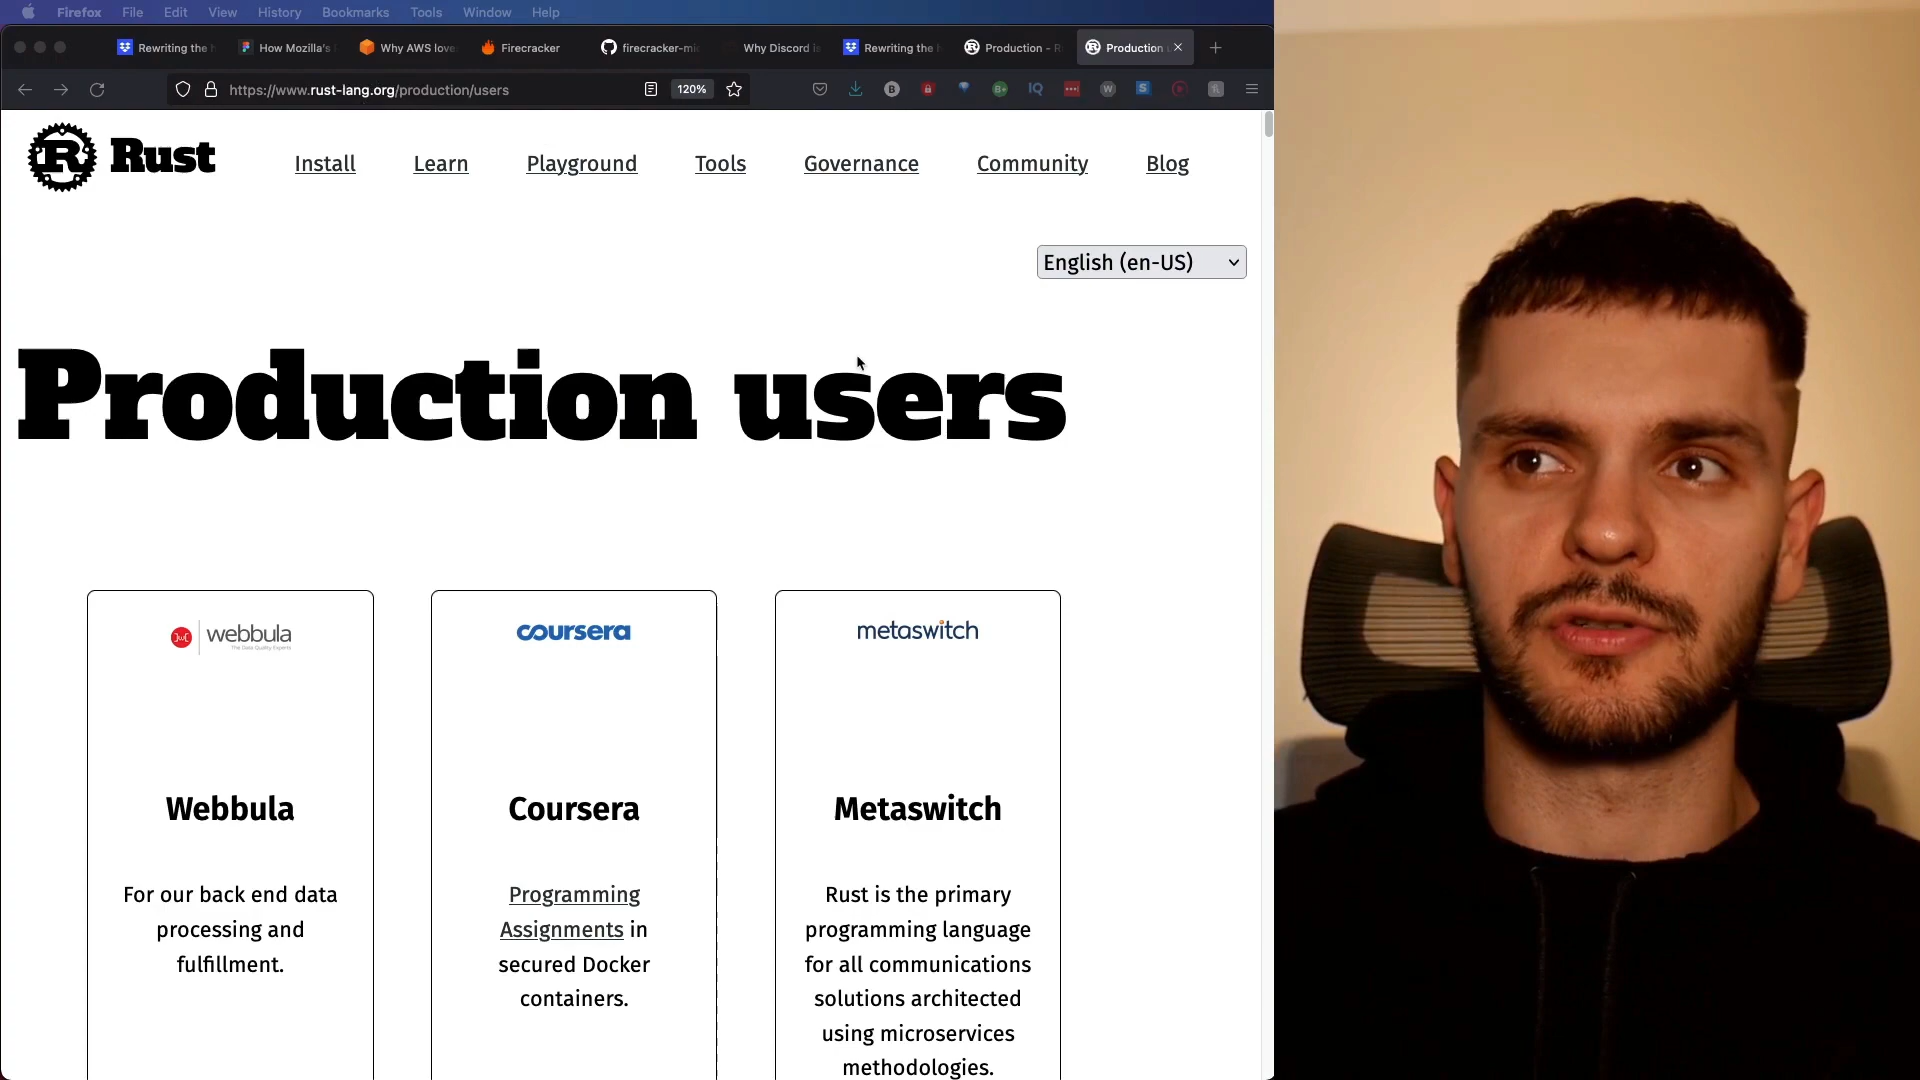 Firefox File Edit View History Bookmarks Tools Window Help
Rewriting the h How Mozilla's Why AWS love Firecracker firecracker-mi Why Discord is Rewriting the h Production - R Production
https://www.rust-lang.org/production/users 120%
Rust Install Learn Playground Tools Governance Community Blog
English (en-US)
Production users
webbula
The Data Quality Experts
coursera
metaswitch
Webbula
For our back end data
processing and
fulfillment.
Coursera
Programming
Assignments in
secured Docker
containers.
Metaswitch
Rust is the primary
programming language
for all communications
solutions architected
using microservices
methodologies.